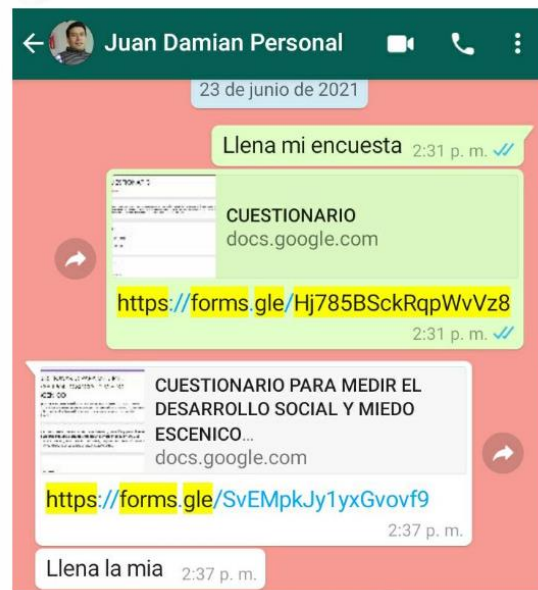 Juan Damian Personal
23 de junio de 2021
Llena mi encuesta 2:31 p. m.
CUESTIONARIO
docs.google.com
https://forms.gle/Hj785BSckRqpWvVz8
2:31 p. m.
CUESTIONARIO PARA MEDIR EL
DESARROLLO SOCIAL Y MIEDO
ESCENICO...
docs.google.com
https://forms.gle/SvEMpkJy1yxGvovf9
2:37 p. m.
Llena la mia 2:37 p. m.